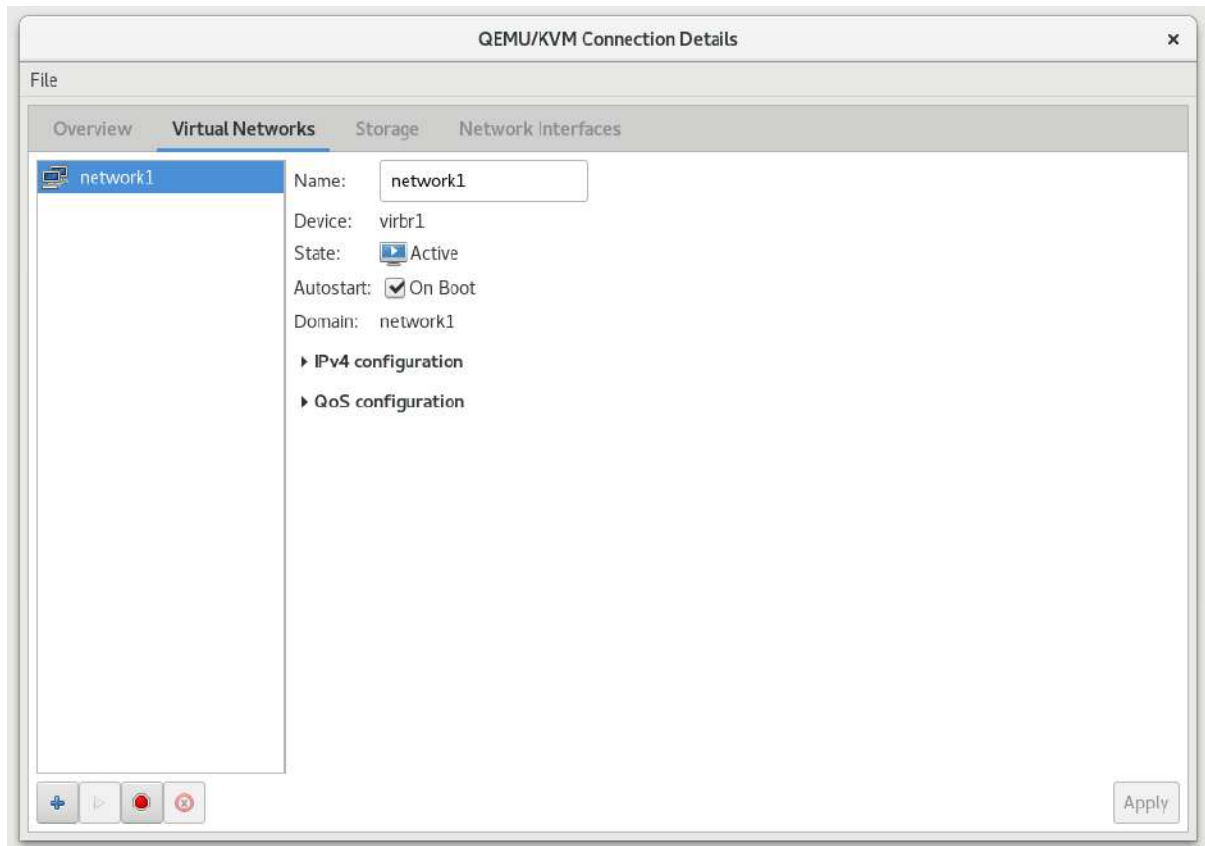 QEMU/KVM Connection Details
File
Overview Virtual Networks Storage Network Interfaces
network1
Name: network1
Device: virbr1
State: Active
Autostart: On Boot
Domain: network1
IPv4 configuration
QoS configuration
Apply